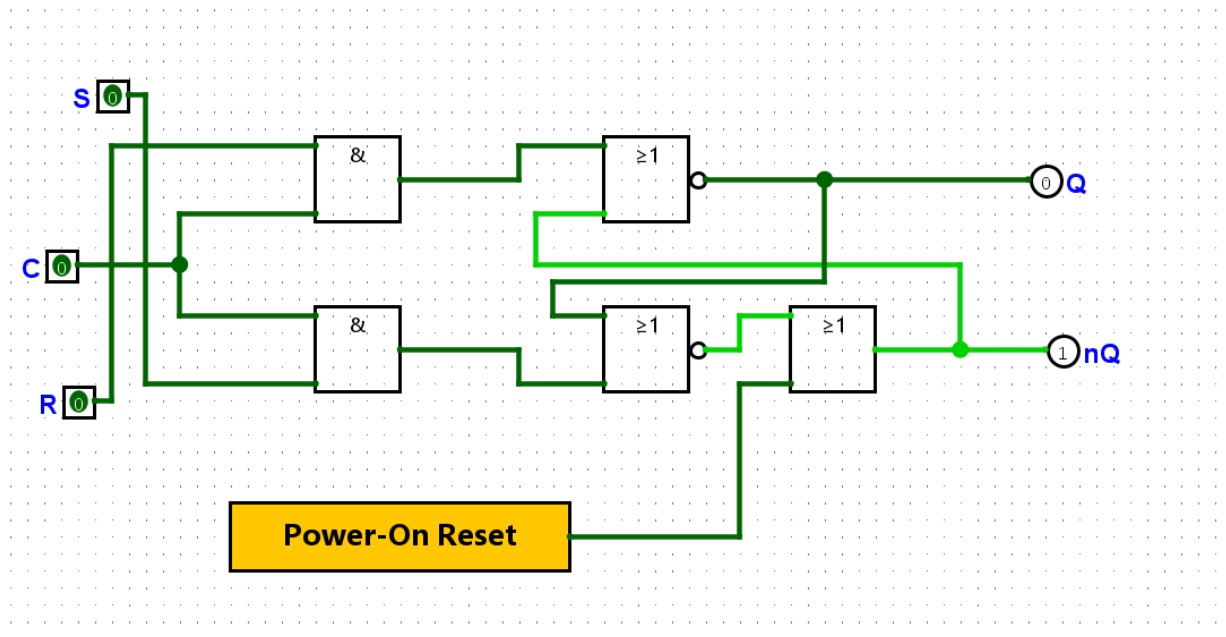 S 0
& ≥1
0 Q
C 0
& ≥1 ≥1
1 nQ
R 0
Power-On Reset